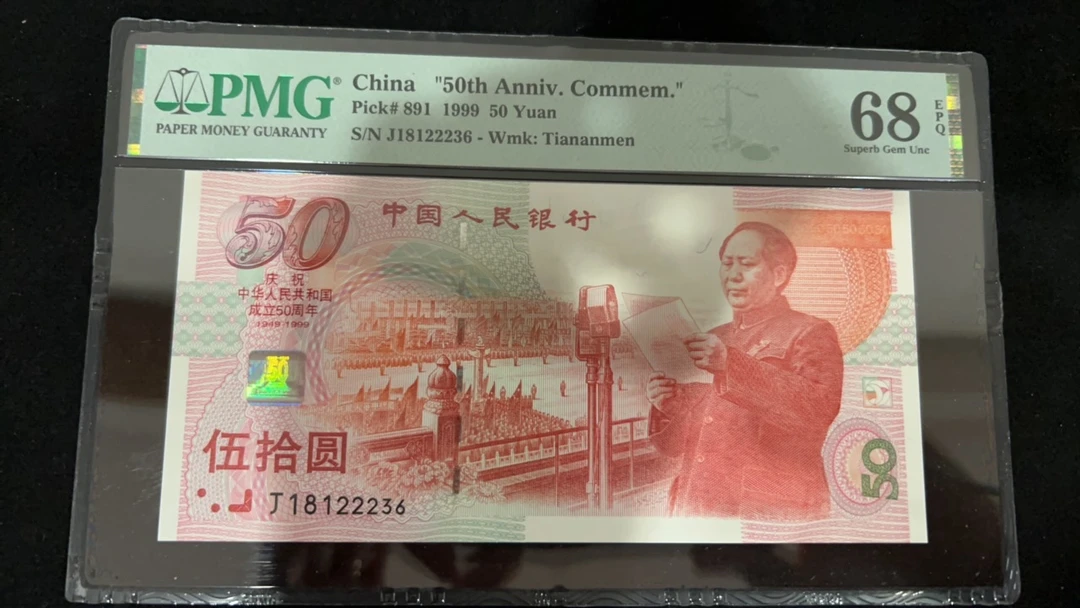 PMG®
PAPER MONEY GUARANTY
China "50th Anniv. Commem."
Pick# 891 1999 50 Yuan
S/N J18122236 - Wmk: Tiananmen
68
EPQ
Superb Gem Unc
50
中国人民银行
庆祝
中华人民共和国
成立50周年
1949-1999
50
伍拾圆
J18122236
50